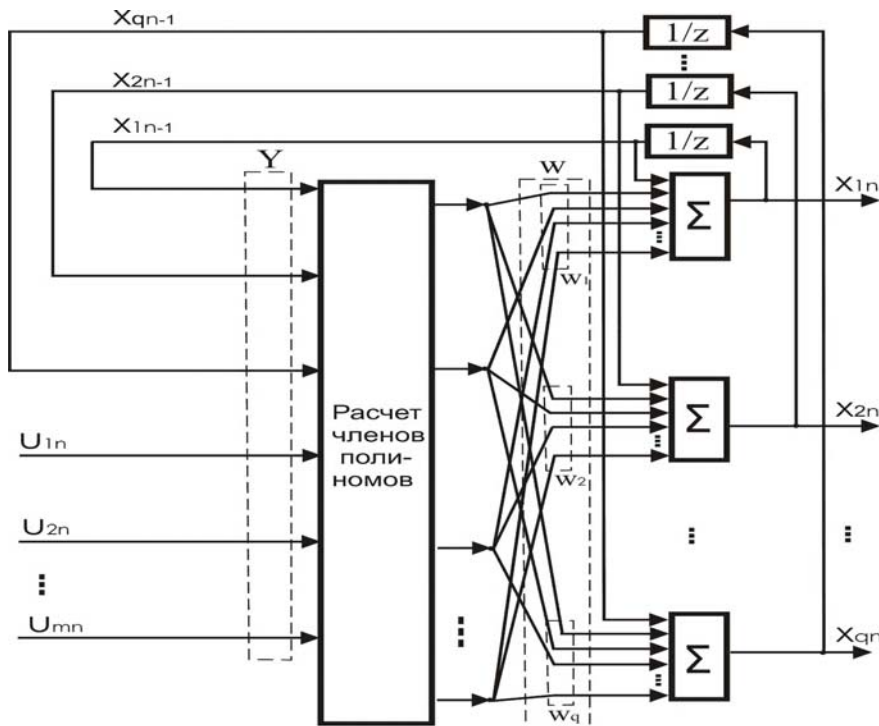 Xqn-1
1/z
X2n-1
1/z
X1n-1
1/z
Y
W
X1n
Σ
w1
Расчет
членов
поли-
номов
X2n
Σ
w2
U1n
U2n
Umn
Xqn
Σ
wq